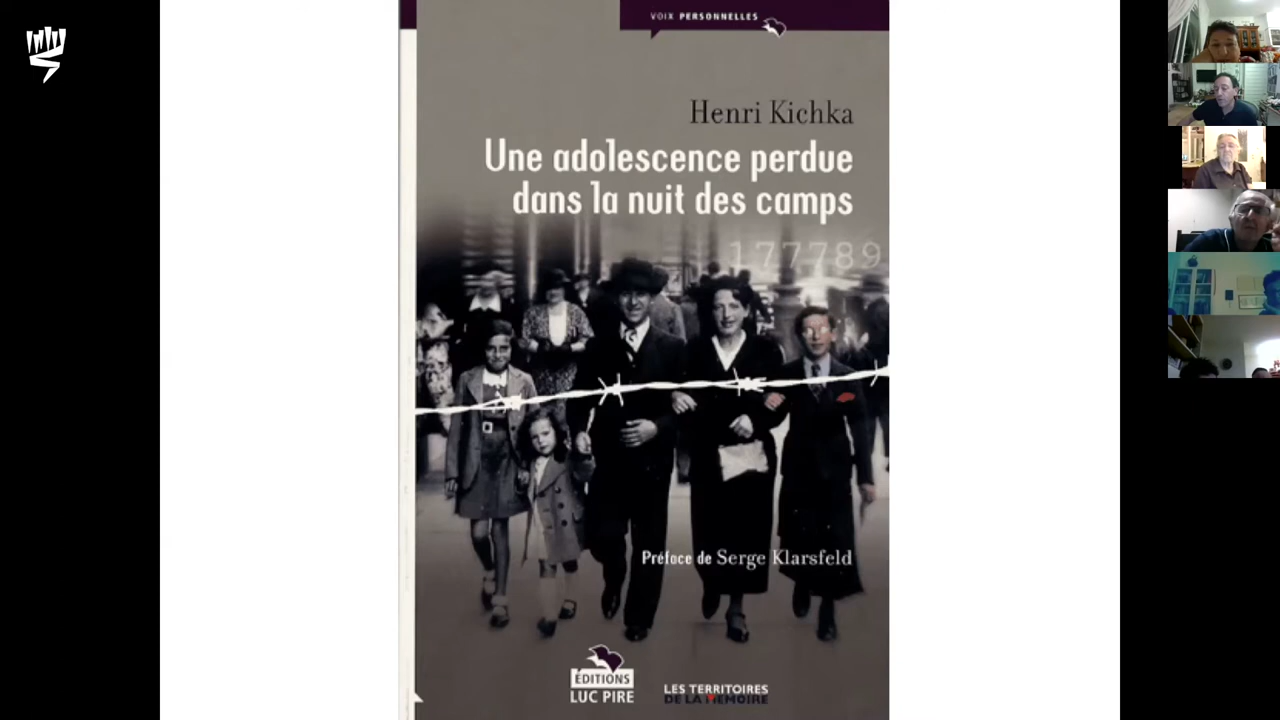 VOIX PERSONNELLES
Henri Kichka
Une adolescence perdue
dans la nuit des camps
177789
Préface de Serge Klarsfeld
ÉDITIONS
LUC PIRE
LES TERRITOIRES
DE LA MEMOIRE